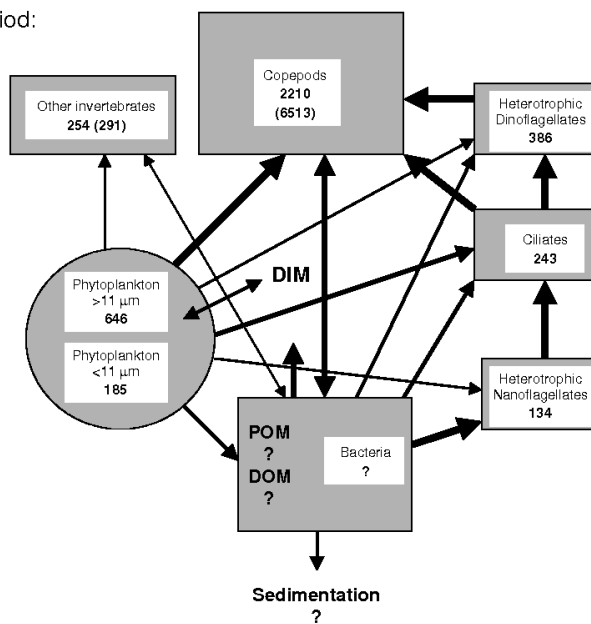 iod:
Copepods
2210
(6513)
Other invertebrates
254 (291)
Heterotrophic
Dinoflagellates
386
Ciliates
243
DIM
Phytoplankton
>11 µm
646
Phytoplankton
<11 µm
185
Heterotrophic
Nanoflagellates
134
POM
?
DOM
?
Bacteria
?
Sedimentation
?